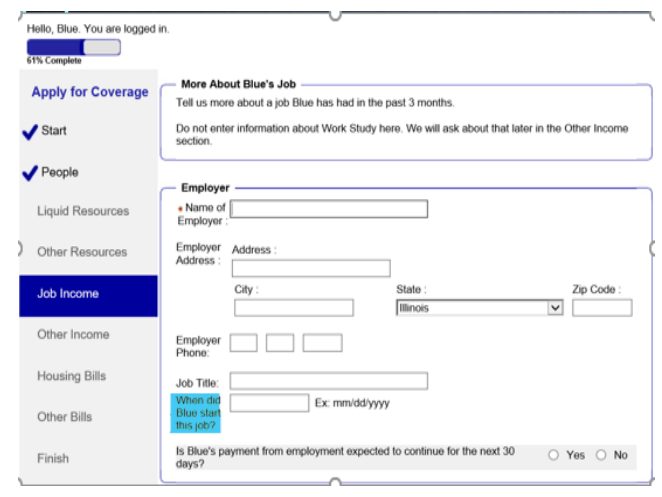 Hello, Blue. You are logged in.
61% Complete
Apply for Coverage
Start
People
Liquid Resources
Other Resources
Job Income
Other Income
Housing Bills
Other Bills
Finish
More About Blue's Job
Tell us more about a job Blue has had in the past 3 months.
Do not enter information about Work Study here. We will ask about that later in the Other Income
section.
Employer
Name of
Employer :
Employer
Address :
Address :
City :
State :
Zip Code :
Illinois
Employer
Phone:
Job Title:
When did
Blue start
this job?
Ex: mm/dd/yyyy
Is Blue's payment from employment expected to continue for the next 30
days?
Yes
No